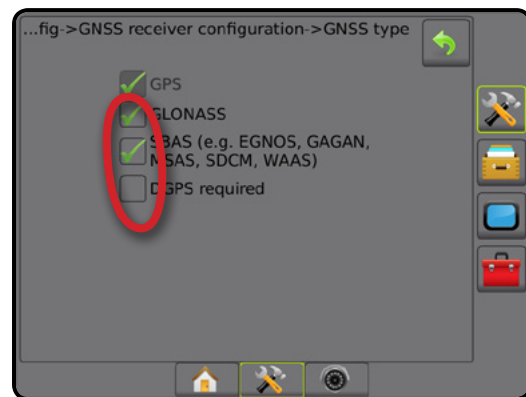 ...fig->GNSS receiver configuration->GNSS type
GPS
GLONASS
SBAS (e.g. EGNOS, GAGAN,
MSAS, SDCM, WAAS)
DGPS required